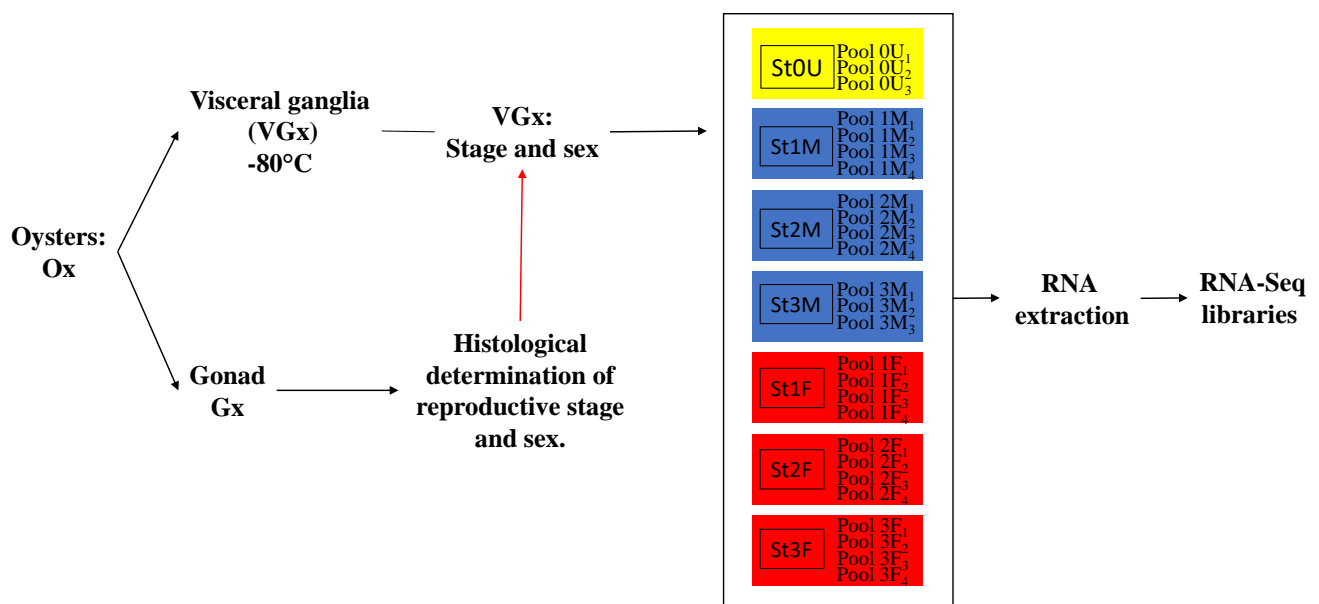 Oysters:
Ox
Visceral ganglia
(VGx)
-80°C
Gonad
Gx
VGx:
Stage and sex
Histological
determination of
reproductive stage
and sex.
St0U
Pool 0U1
Pool 0U2
Pool 0U3
St1M
Pool 1M1
Pool 1M2
Pool 1M3
Pool 1M4
St2M
Pool 2M1
Pool 2M2
Pool 2M3
Pool 2M4
St3M
Pool 3M1
Pool 3M2
Pool 3M3
St1F
Pool 1F1
Pool 1F2
Pool 1F3
Pool 1F4
St2F
Pool 2F1
Pool 2F2
Pool 2F3
Pool 2F4
St3F
Pool 3F1
Pool 3F2
Pool 3F3
Pool 3F4
RNA
extraction
RNA-Seq
libraries